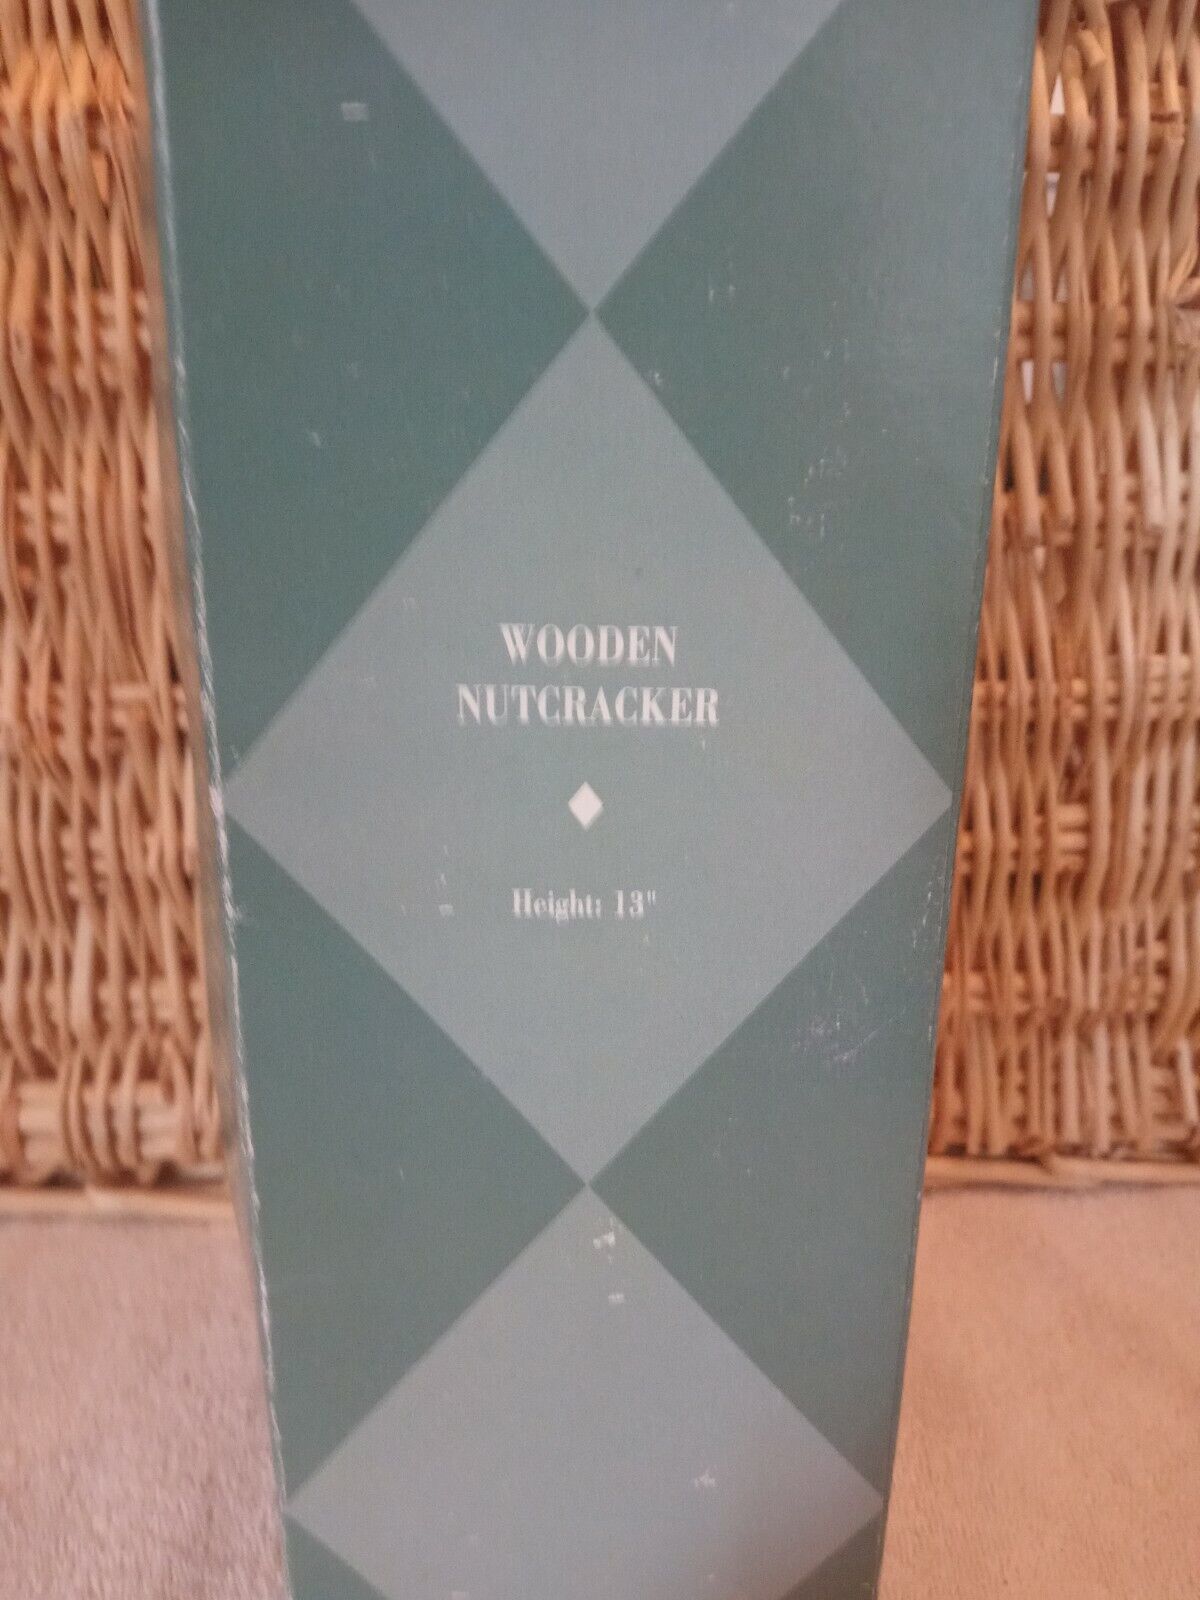 WOODEN
NUTCRACKER
Height: 13"